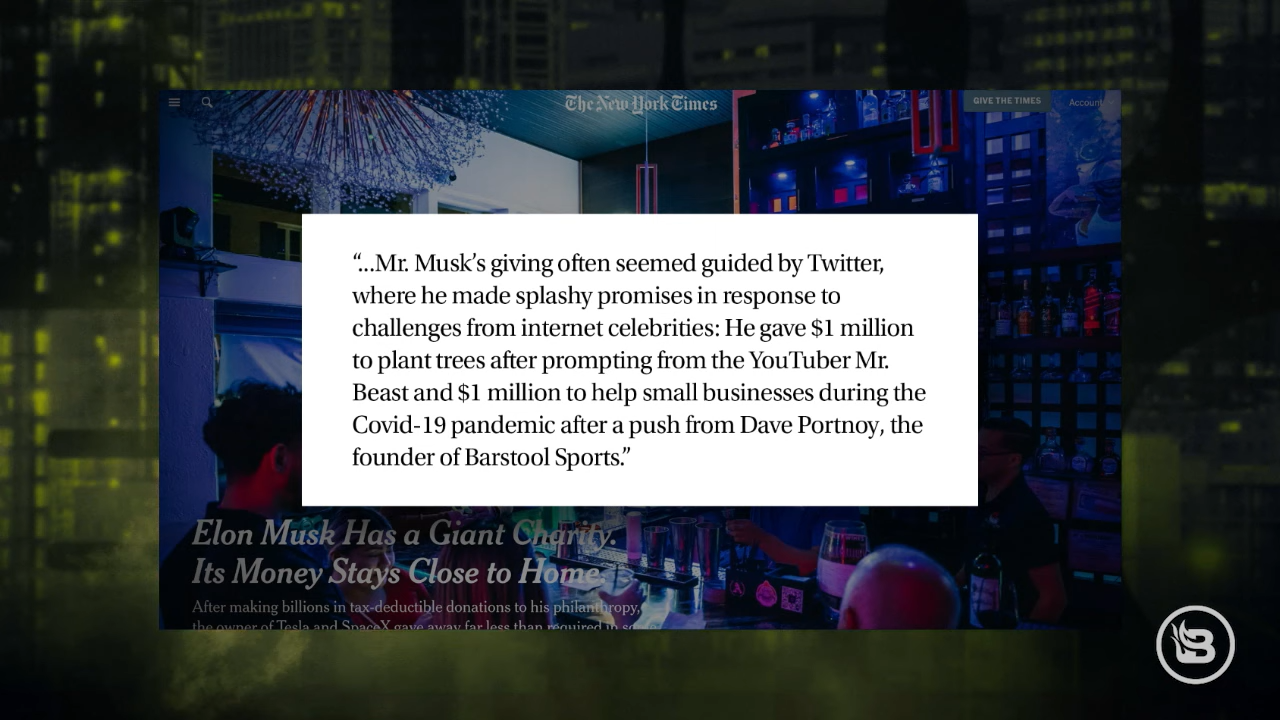 The New York Times
GIVE THE TIMES
Account
“...Mr. Musk’s giving often seemed guided by Twitter,
where he made splashy promises in response to
challenges from internet celebrities: He gave $1 million
to plant trees after prompting from the YouTuber Mr.
Beast and $1 million to help small businesses during the
Covid-19 pandemic after a push from Dave Portnoy, the
founder of Barstool Sports.”
Elon Musk Has a Giant Charity.
Its Money Stays Close to Home.
After making billions in tax-deductible donations to his philanthropy,
the owner of Tesla and SpaceX gave away far less than required in
B